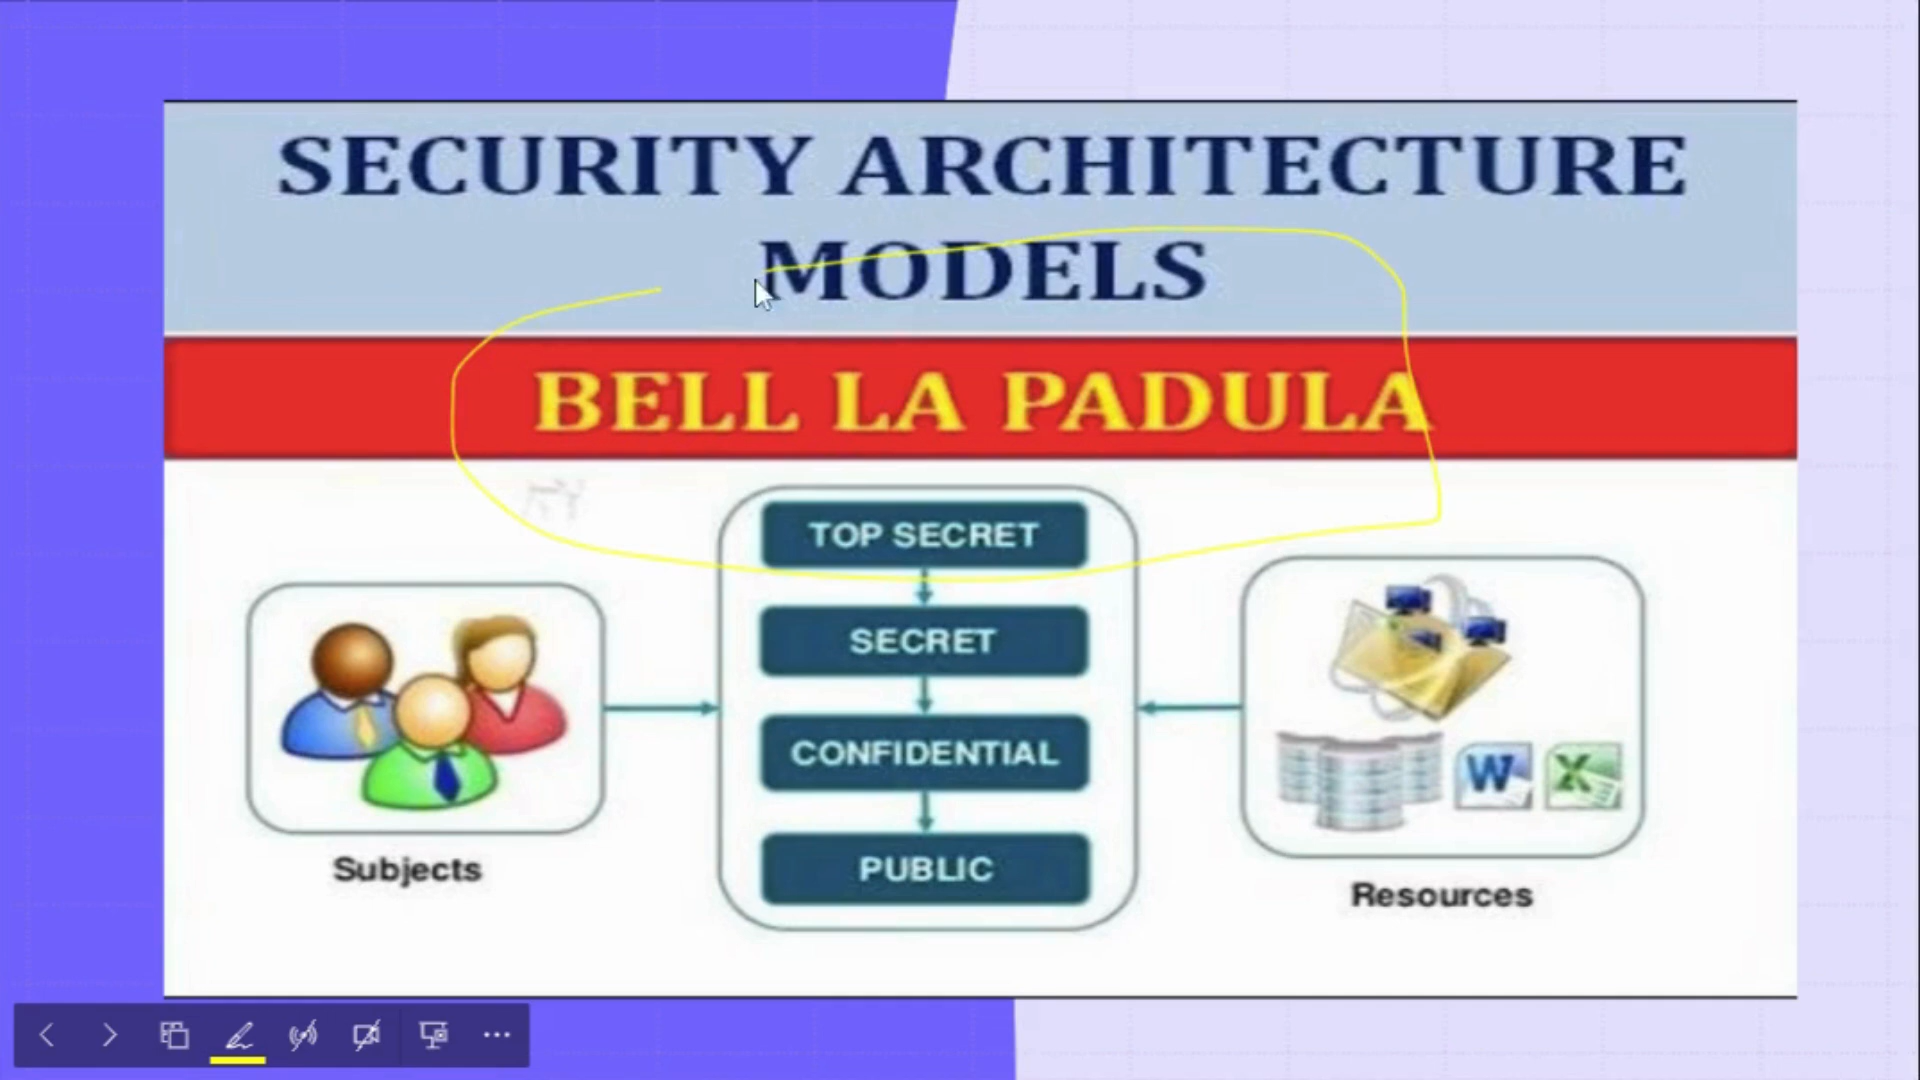 SECURITY ARCHITECTURE
MODELS
BELL LA PADULA
TOP SECRET
SECRET
CONFIDENTIAL
PUBLIC
Subjects
W X
Resources